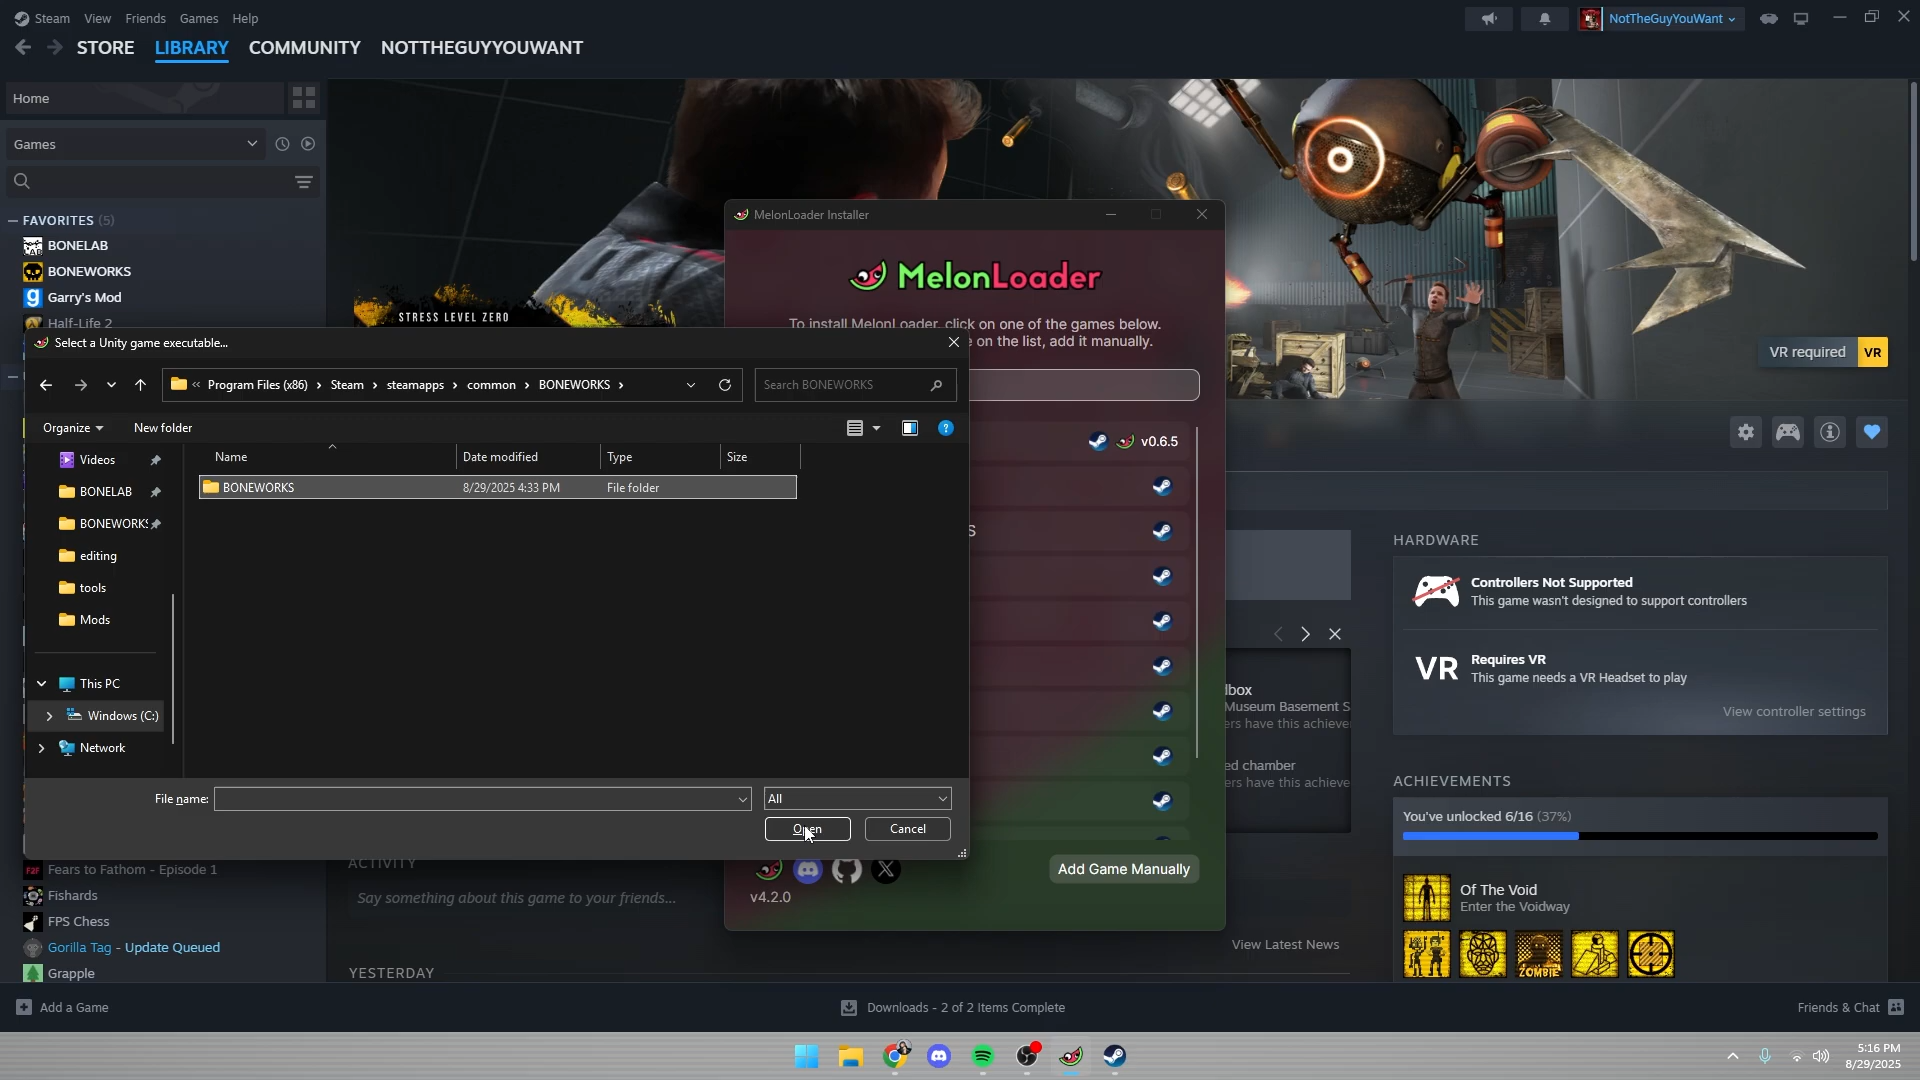 Steam View Friends Games Help
NotTheGuyYouWant
STORE LIBRARY COMMUNITY NOTTHEGUYYOUWANT
Home
Games
FAVORITES (5)
BONELAB
BONEWORKS
Garry's Mod
Half-Life 2
STRESS LEVEL ZERO
VR required VR
MelonLoader Installer
MelonLoader
To install MelonLoader, click on one of the games below.
on the list, add it manually.
v0.6.5
S
Select a Unity game executable...
Program Files (x86) Steam steamapps common BONEWORKS
Search BONEWORKS
Organize New folder
Name Date modified Type Size
BONEWORKS 8/29/2025 4:33 PM File folder
Videos
BONELAB
BONEWORKS
editing
tools
Mods
This PC
Windows (C:)
Network
File name: All
Open Cancel
Add Game Manually
v4.2.0
HARDWARE
Controllers Not Supported
This game wasn't designed to support controllers
VR Requires VR
This game needs a VR Headset to play
View controller settings
Museum Basement S
ers have this achieve
ed chamber
ers have this achieve
ACHIEVEMENTS
You've unlocked 6/16 (37%)
Of The Void
Enter the Voidway
ZOMBIE
ACTIVITY
Say something about this game to your friends...
View Latest News
YESTERDAY
F2F Fears to Fathom - Episode 1
Fishards
FPS Chess
Gorilla Tag - Update Queued
Grapple
Add a Game
Downloads - 2 of 2 Items Complete
Friends & Chat
5:16 PM
8/29/2025